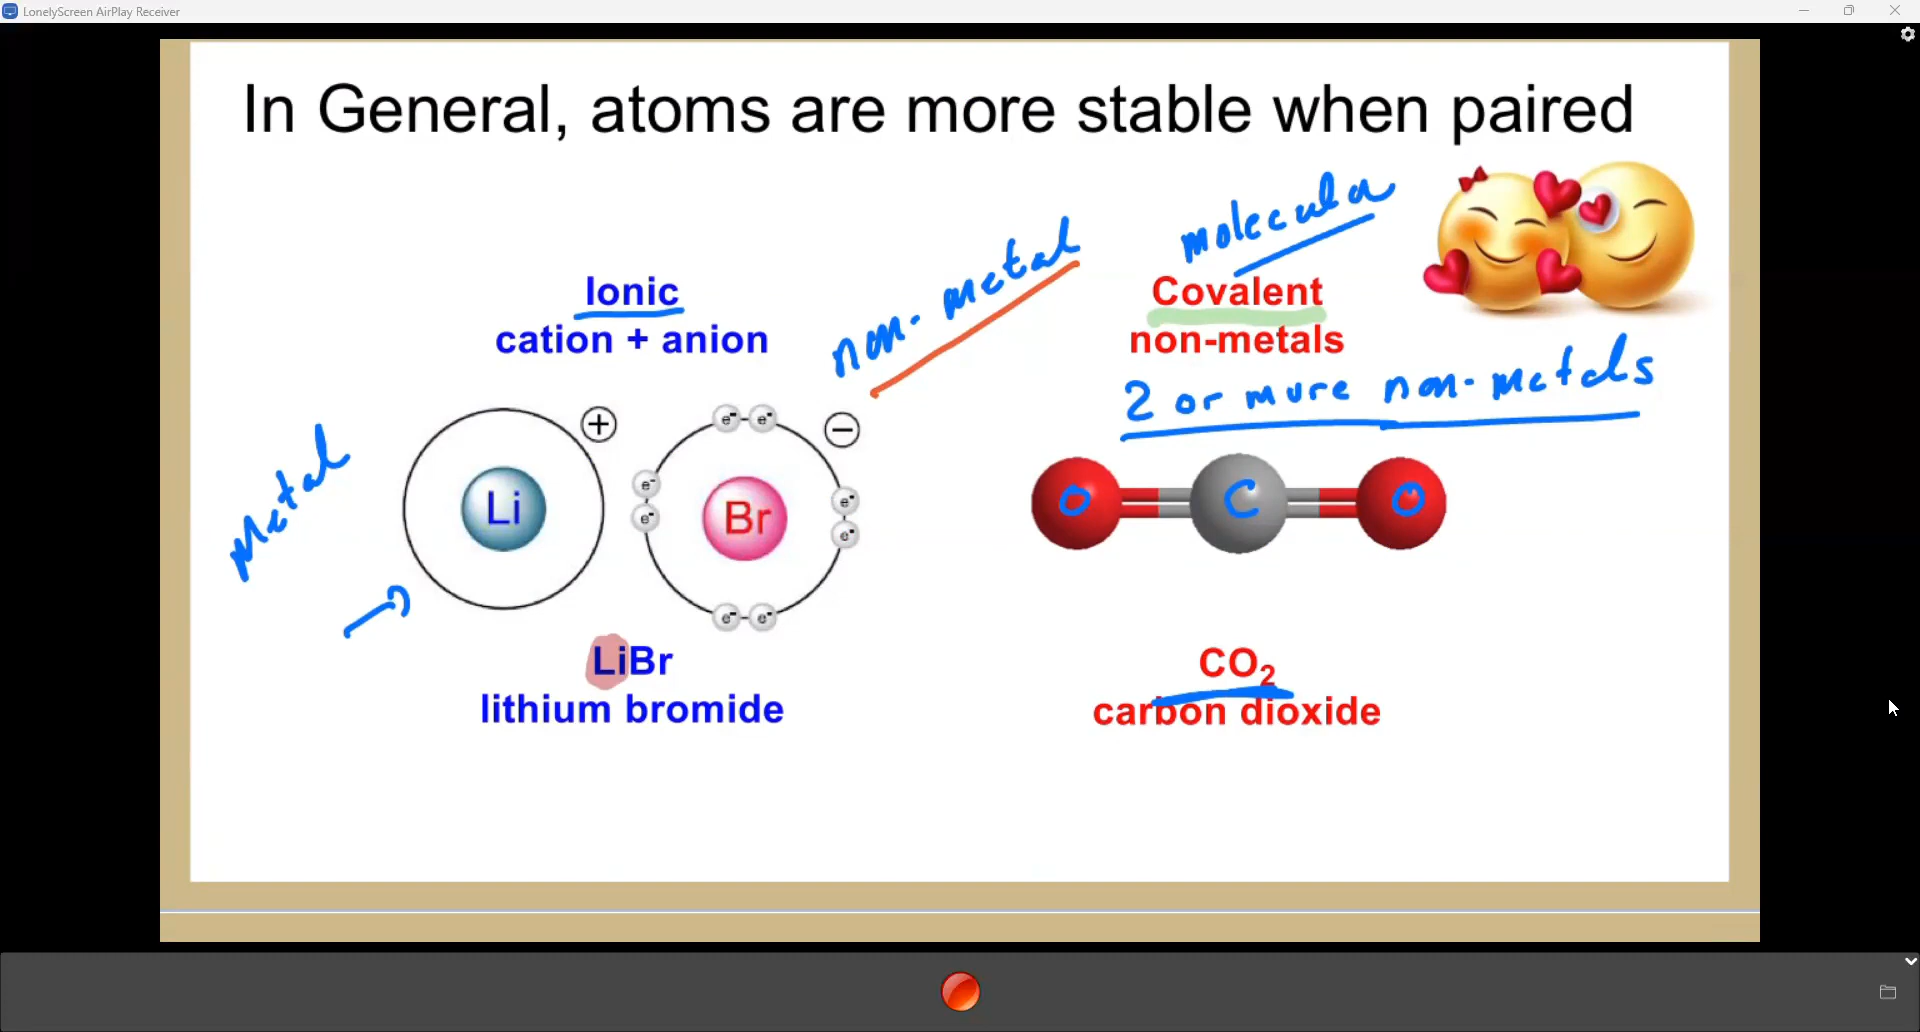 LonelyScreen AirPlay Receiver
In General, atoms are more stable when paired
molecula
non-metal
Ionic
cation + anion
Covalent
non-metals
2 or more non-metals
metal
+
−
e⁻ e⁻
e⁻
e⁻
e⁻
e⁻
e⁻ e⁻
Li
Br
O C O
LiBr
lithium bromide
CO₂
carbon dioxide